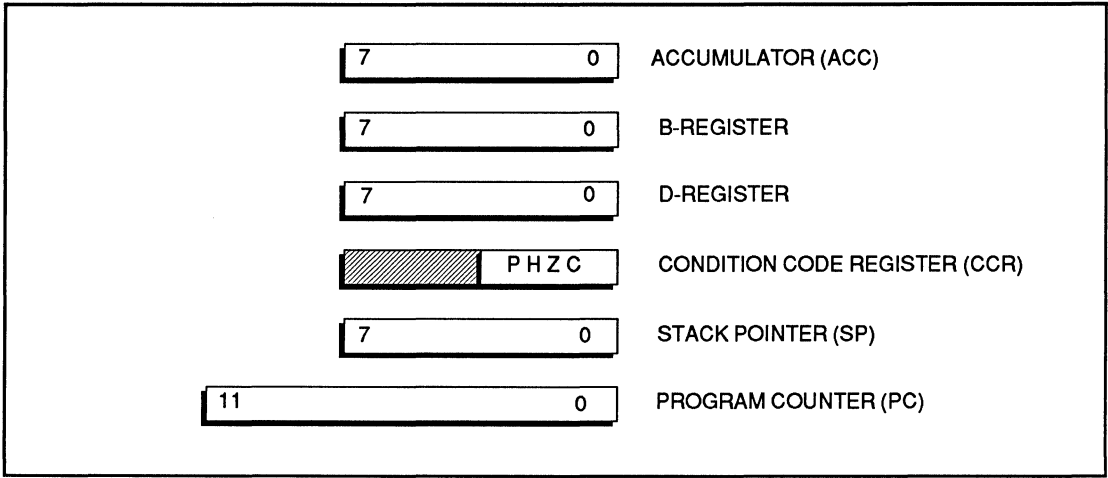 7 0 ACCUMULATOR (ACC)
7 0 B-REGISTER
7 0 D-REGISTER
P H Z C CONDITION CODE REGISTER (CCR)
7 0 STACK POINTER (SP)
11 0 PROGRAM COUNTER (PC)